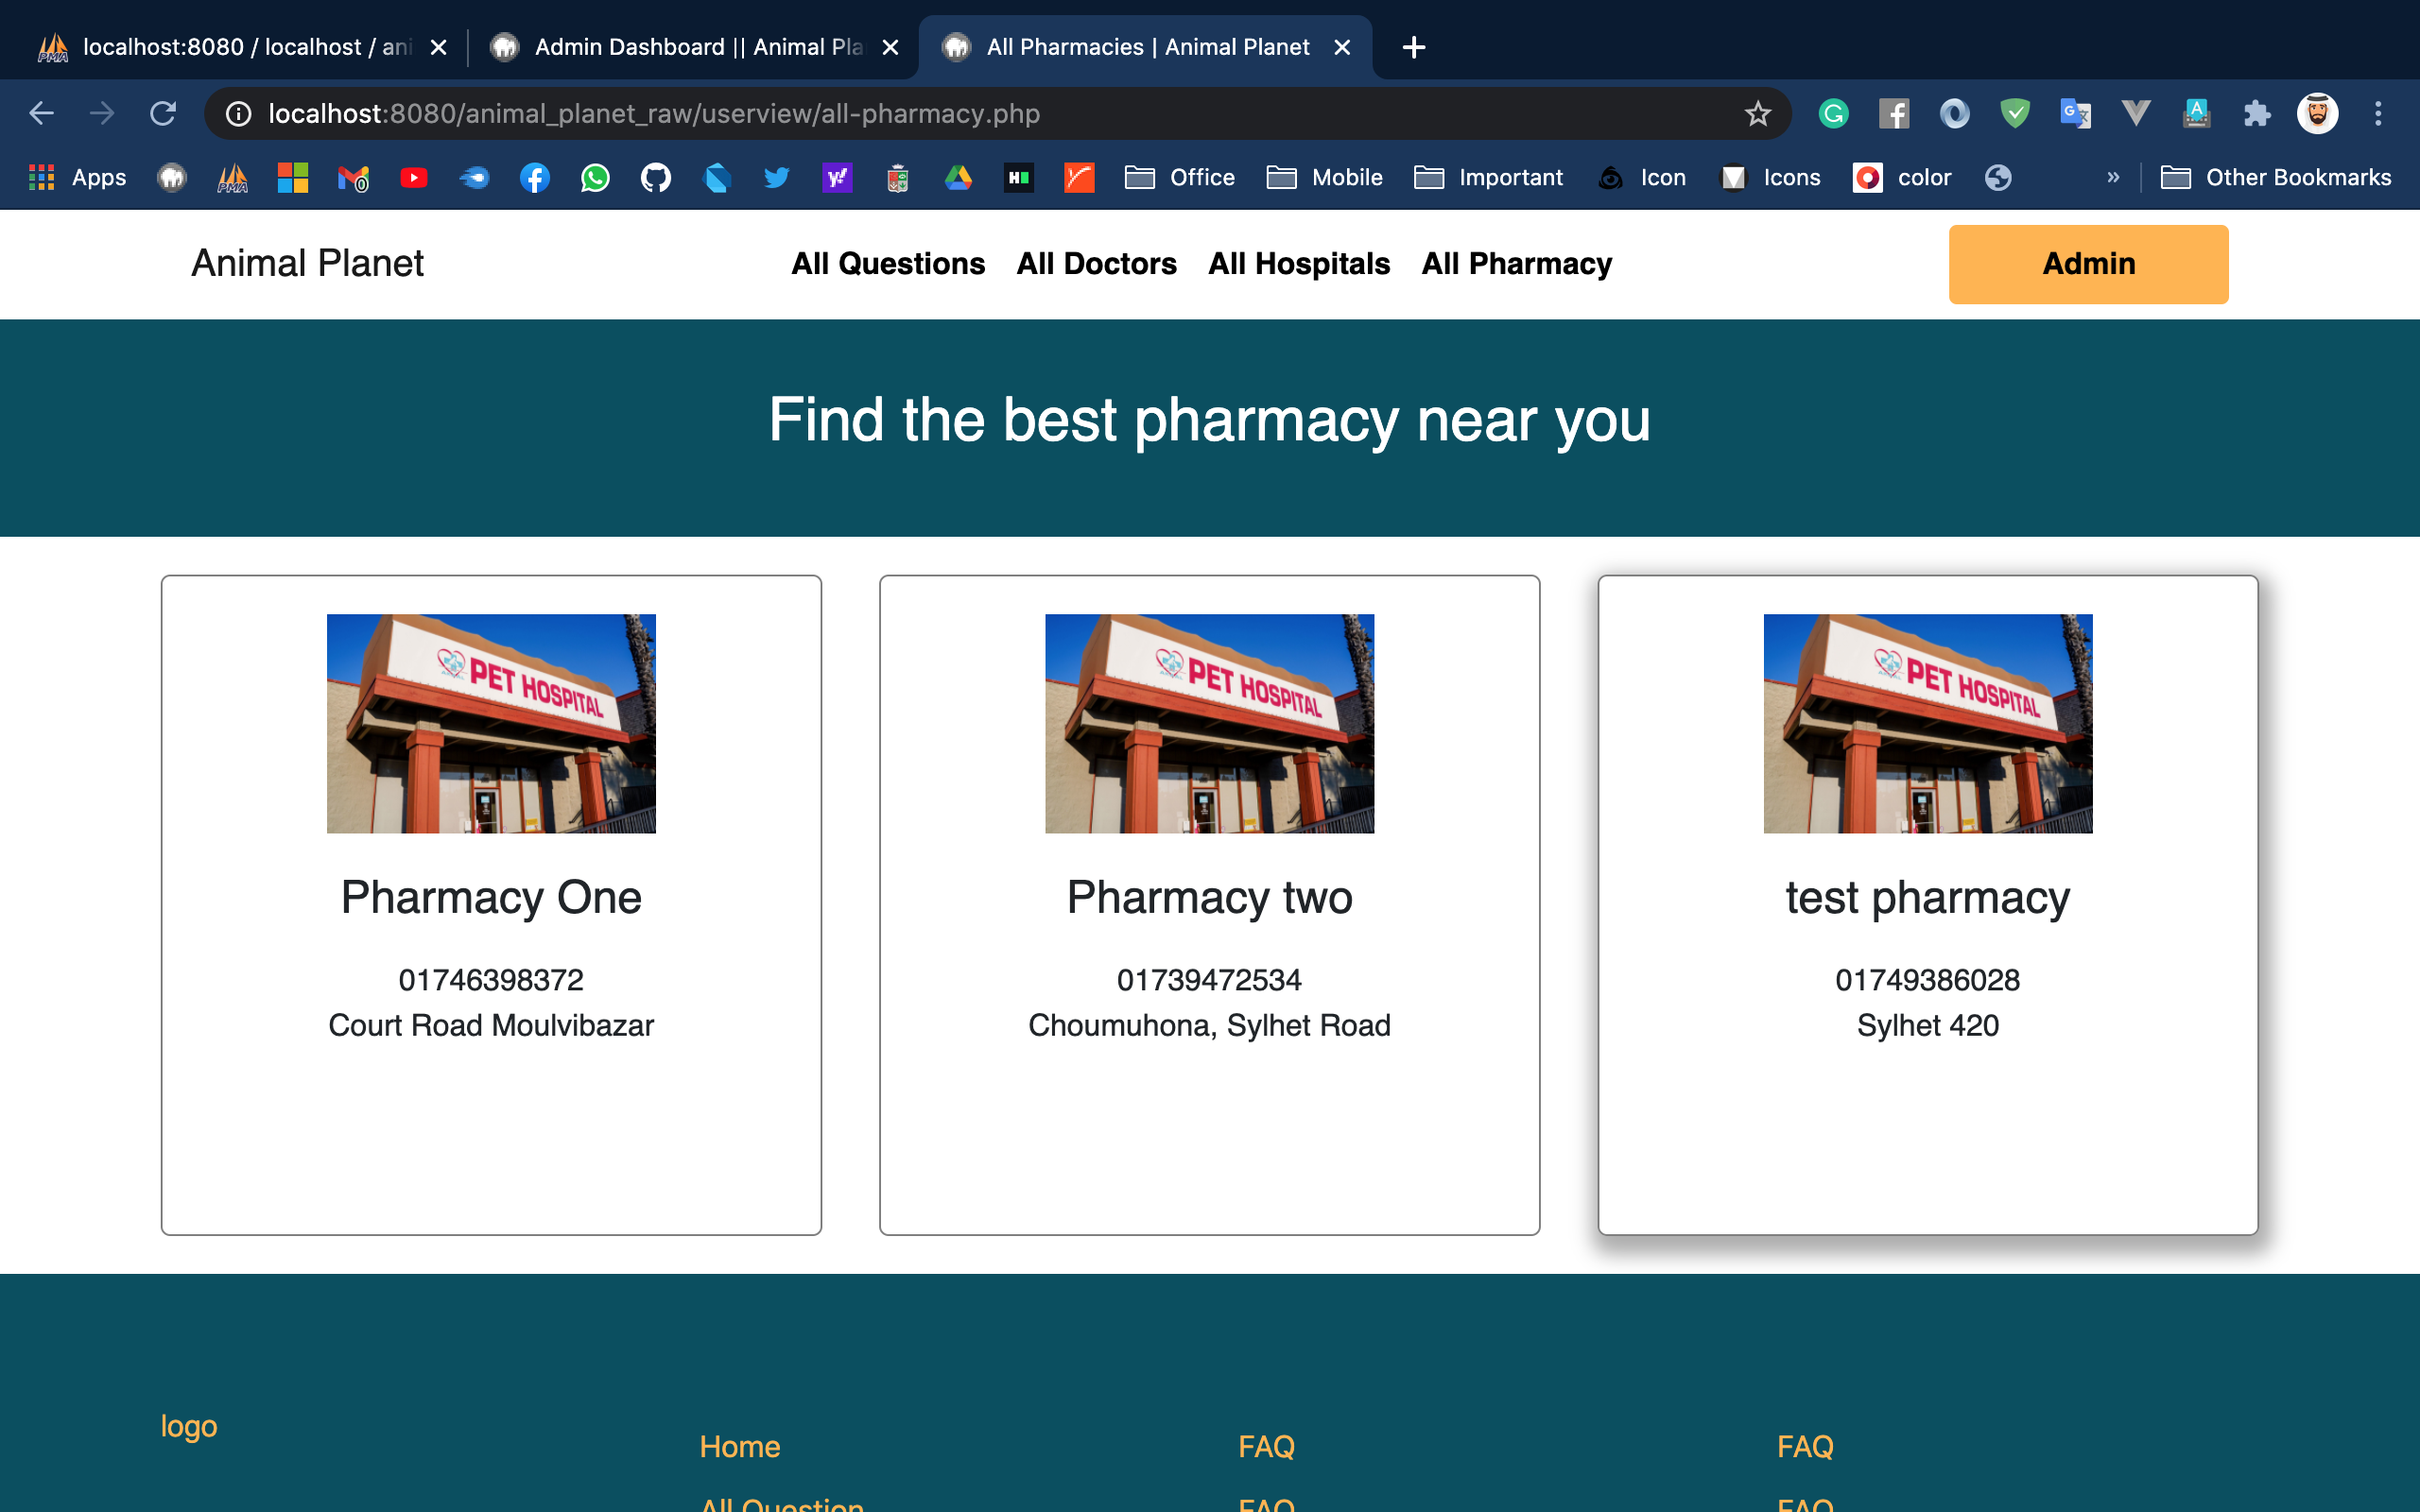 localhost:8080 / localhost / ani
Admin Dashboard || Animal Pla
All Pharmacies | Animal Planet
localhost:8080/animal_planet_raw/userview/all-pharmacy.php
Apps
Office
Mobile
Important
Icon
Icons
color
Other Bookmarks
Animal Planet
All Questions
All Doctors
All Hospitals
All Pharmacy
Admin
Find the best pharmacy near you
PET HOSPITAL
PET HOSPITAL
PET HOSPITAL
Pharmacy One
01746398372
Court Road Moulvibazar
Pharmacy two
01739472534
Choumuhona, Sylhet Road
test pharmacy
01749386028
Sylhet 420
logo
Home
FAQ
FAQ
All Question
FAQ
FAQ